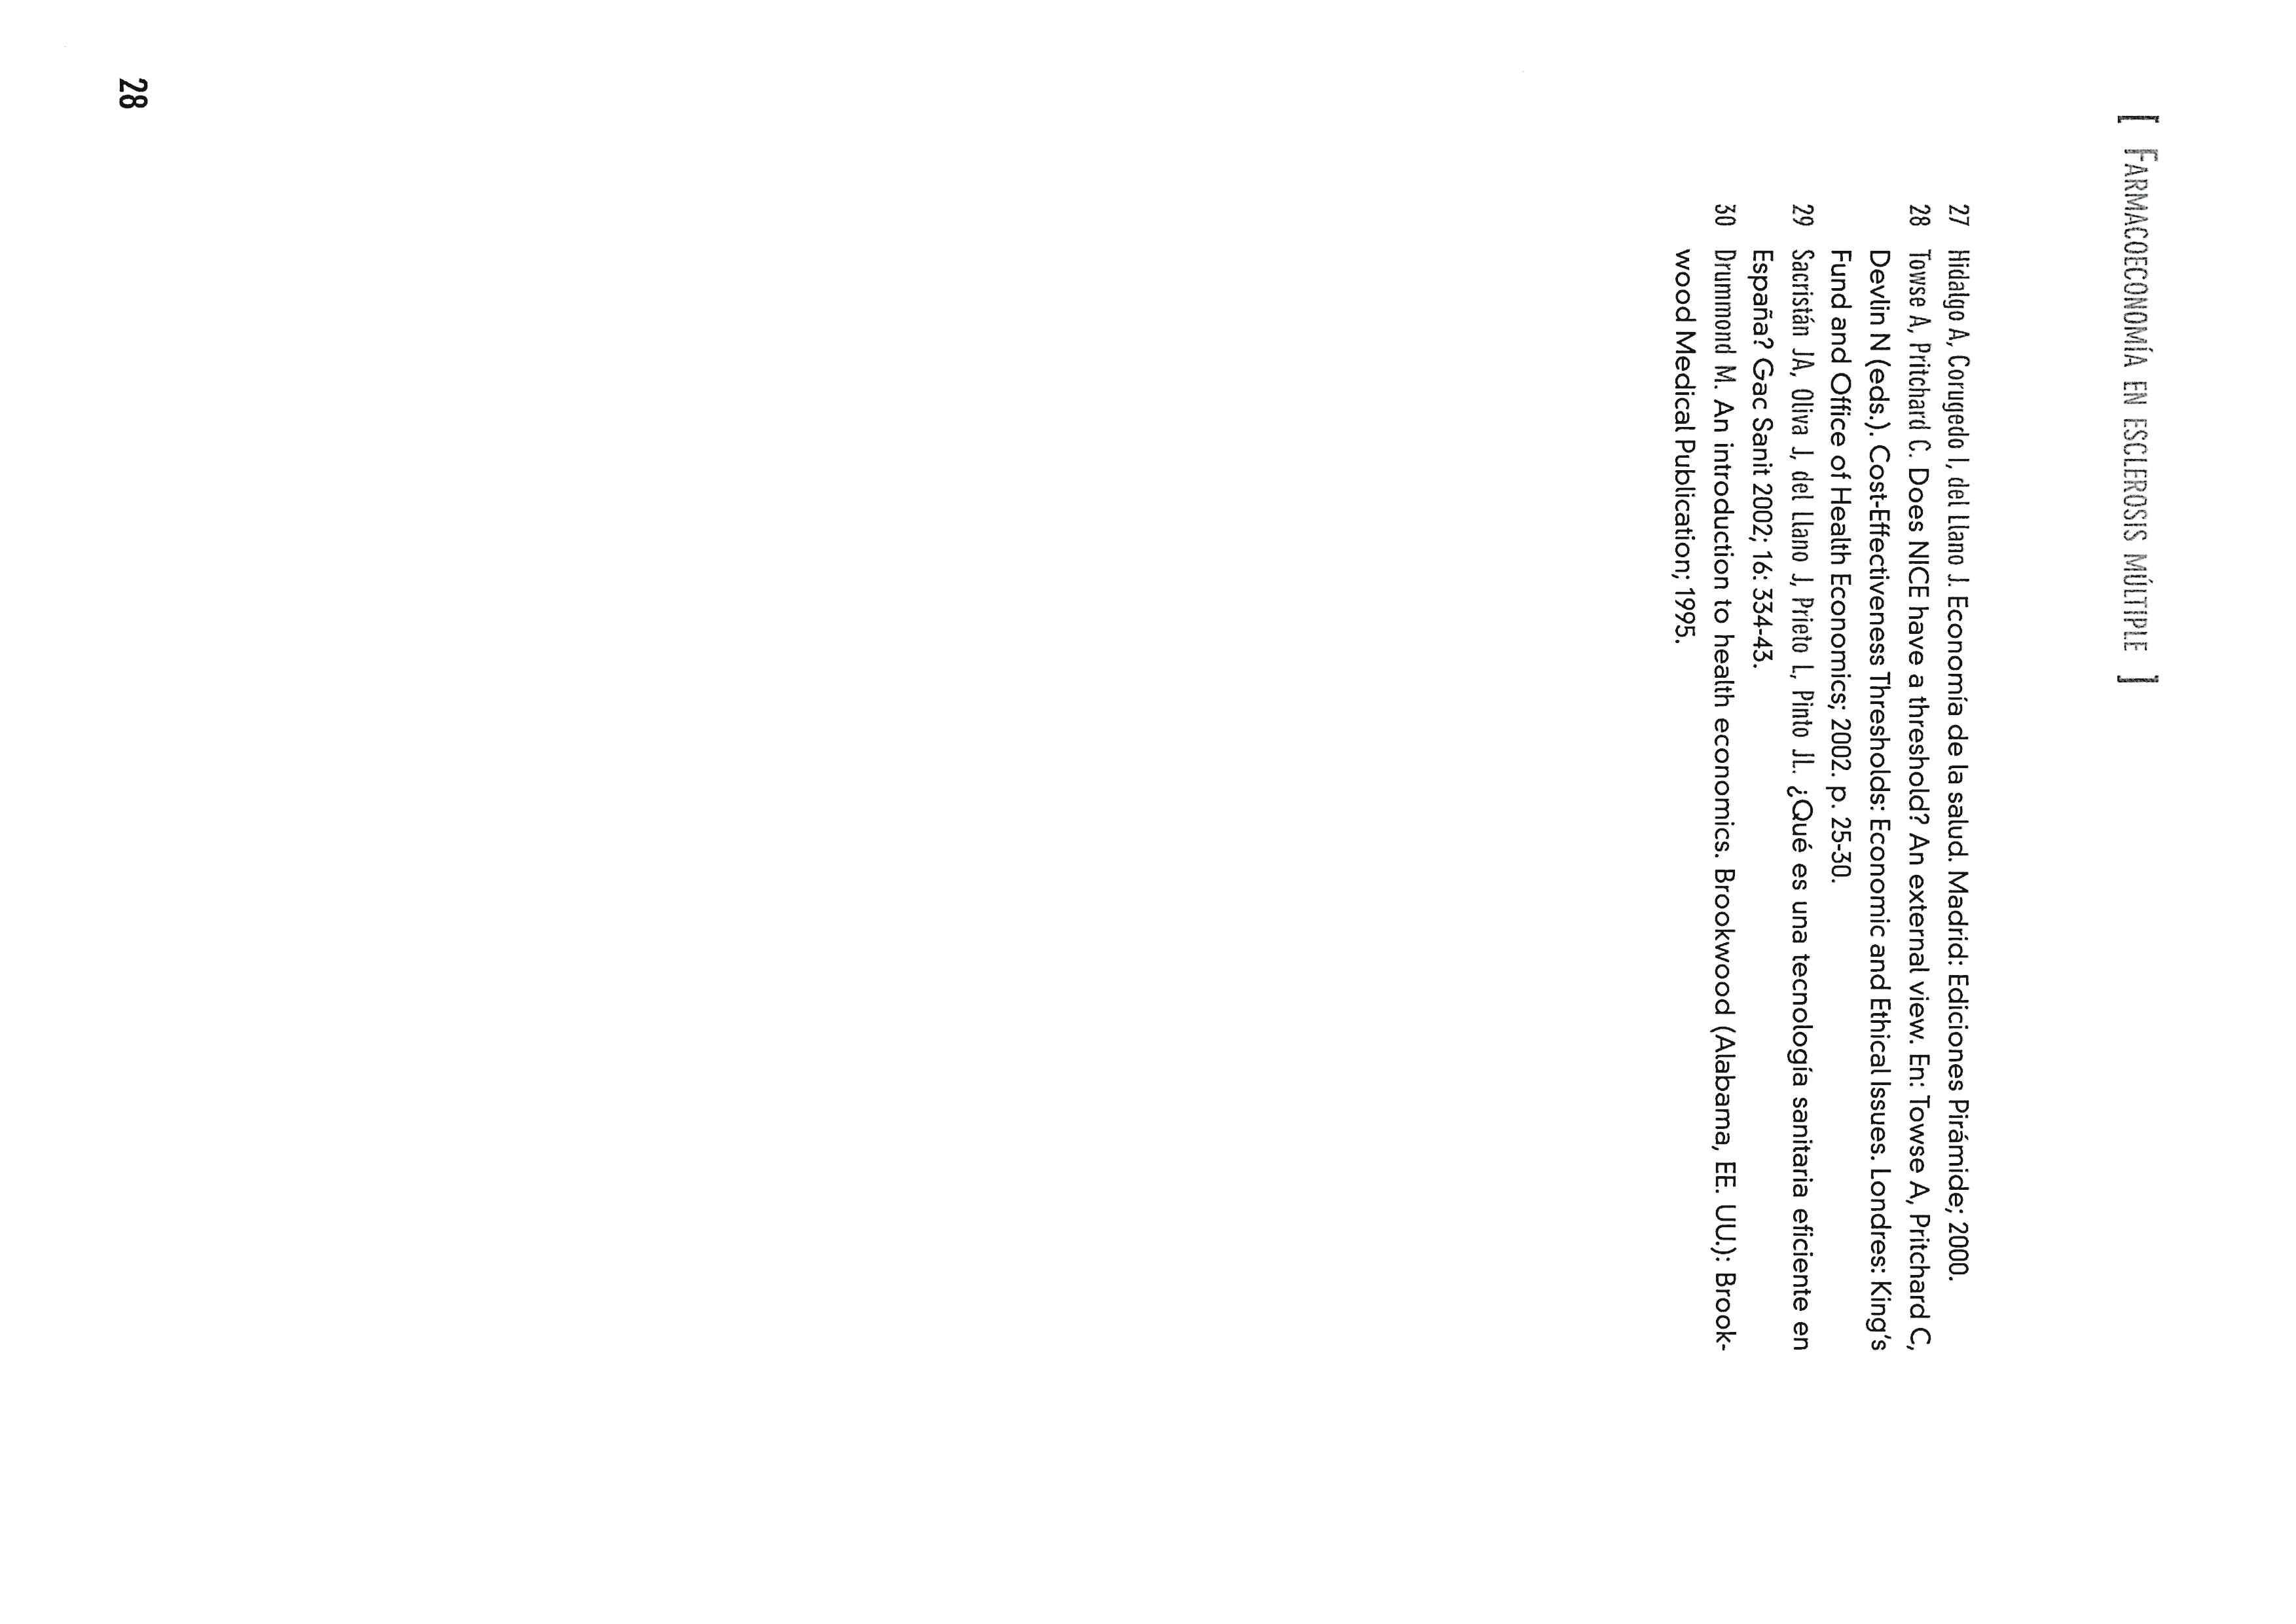 [ FARMACOECONOMÍA EN ESCLEROSIS MÚLTIPLE ]
27 Hidalgo A, Corugedo I, del Llano J. Economía de la salud. Madrid: Ediciones Pirámide; 2000.
28 Towse A, Pritchard C. Does NICE have a threshold? An external view. En: Towse A, Pritchard C,
Devlin N (eds.). Cost-Effectiveness Thresholds: Economic and Ethical Issues. Londres: King's
Fund and Office of Health Economics; 2002. p. 25-30.
29 Sacristán JA, Oliva J, del Llano J, Prieto L, Pinto JL. ¿Qué es una tecnología sanitaria eficiente en
España? Gac Sanit 2002; 16: 334-43.
30 Drummond M. An introduction to health economics. Brookwood (Alabama, EE. UU.): Brook-
wood Medical Publication; 1995.
28